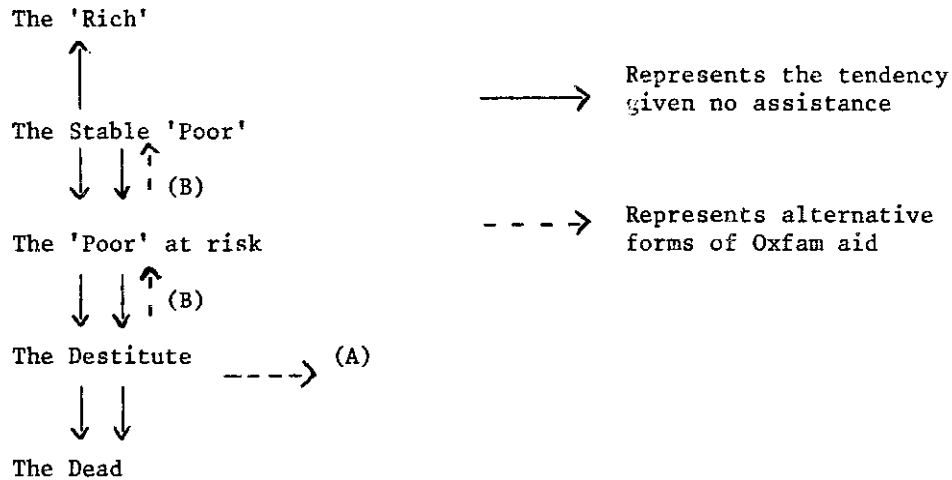 The 'Rich'
Represents the tendency
given no assistance
The Stable 'Poor'
(B)
Represents alternative
forms of Oxfam aid
The 'Poor' at risk
(B)
The Destitute
(A)
The Dead